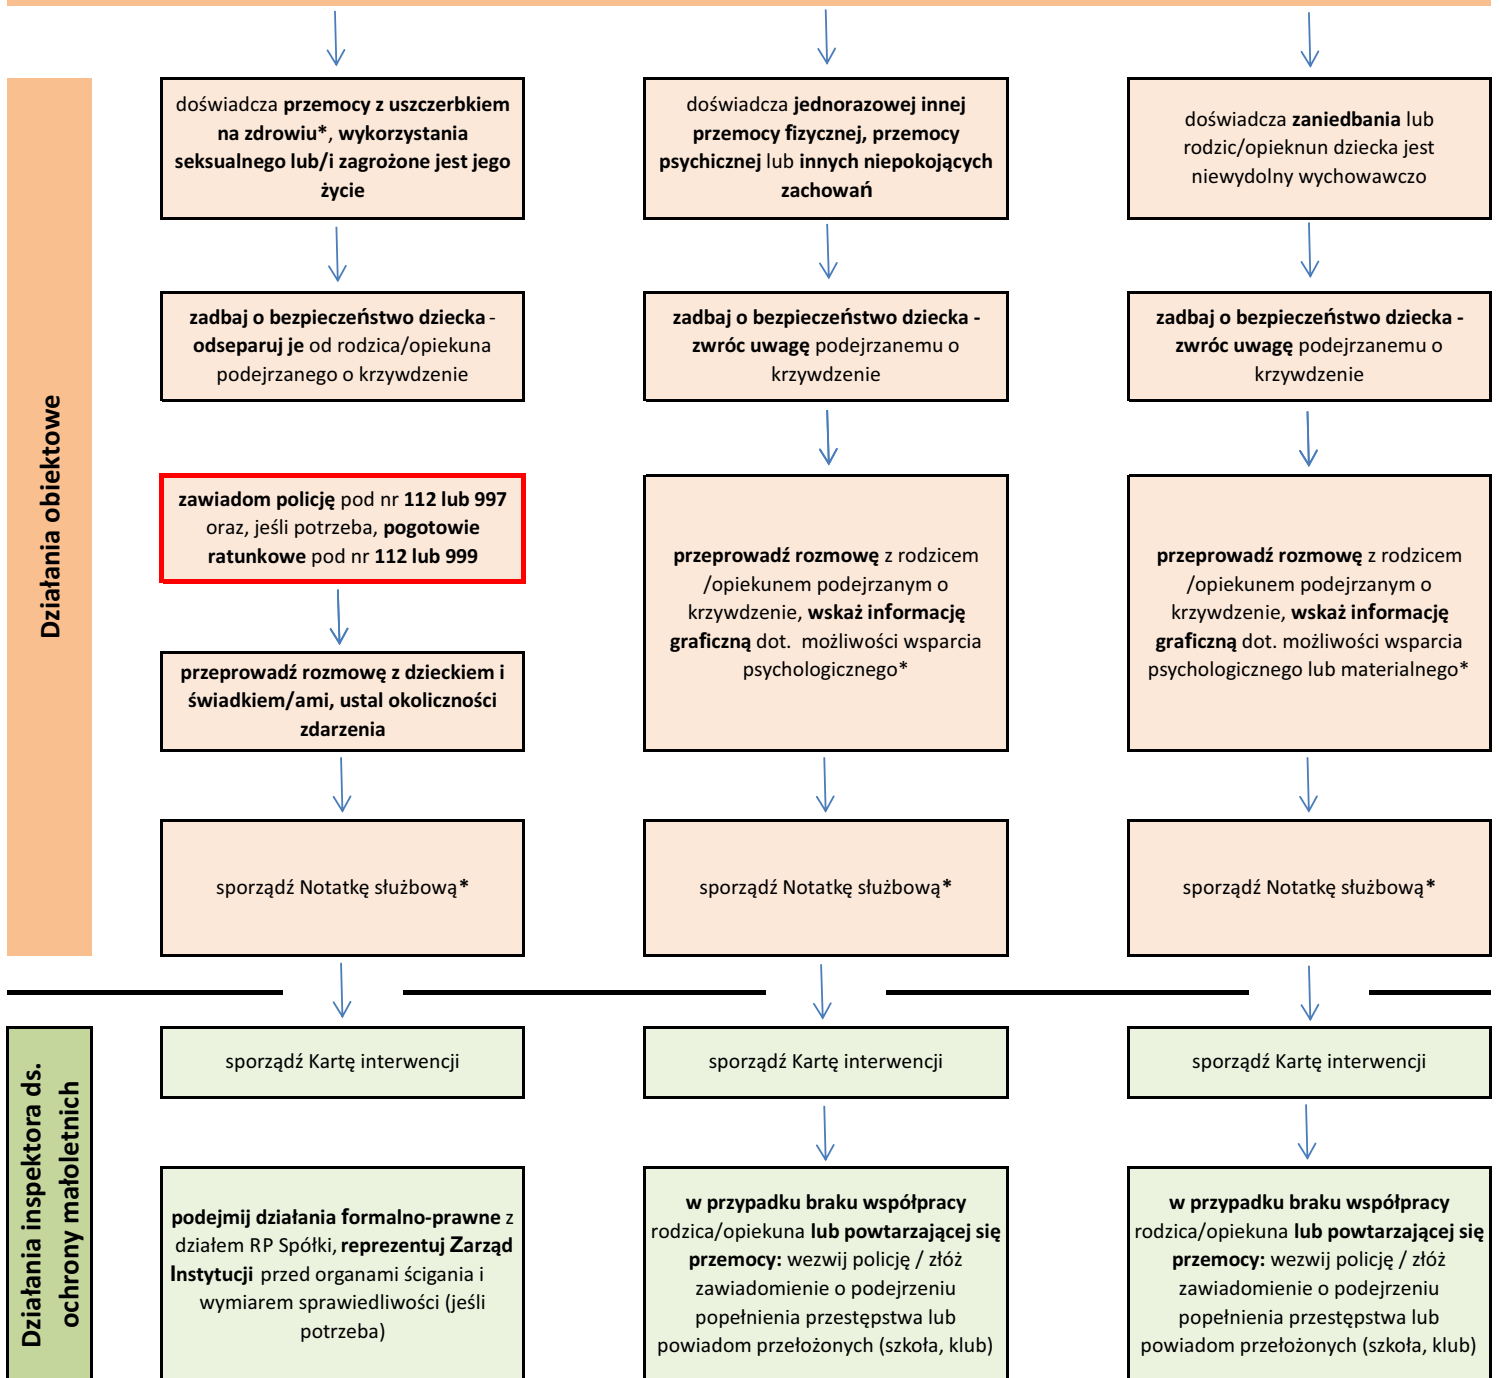 Działania obiektowe
doświadcza przemocy z uszczerbkiem
na zdrowiu*, wykorzystania
seksualnego lub/i zagrożone jest jego
życie
doświadcza jednorazowej innej
przemocy fizycznej, przemocy
psychicznej lub innych niepokojących
zachowań
doświadcza zaniedbania lub
rodzic/opieknun dziecka jest
niewydolny wychowawczo
zadbaj o bezpieczeństwo dziecka -
odseparuj je od rodzica/opiekuna
podejrzanego o krzywdzenie
zadbaj o bezpieczeństwo dziecka -
zwróc uwagę podejrzanemu o
krzywdzenie
zadbaj o bezpieczeństwo dziecka -
zwróc uwagę podejrzanemu o
krzywdzenie
zawiadom policję pod nr 112 lub 997
oraz, jeśli potrzeba, pogotowie
ratunkowe pod nr 112 lub 999
przeprowadź rozmowę z dzieckiem i
świadkiem/ami, ustal okoliczności
zdarzenia
przeprowadź rozmowę z rodzicem
/opiekunem podejrzanym o
krzywdzenie, wskaż informację
graficzną dot. możliwości wsparcia
psychologicznego*
przeprowadź rozmowę z rodzicem
/opiekunem podejrzanym o
krzywdzenie, wskaż informację
graficzną dot. możliwości wsparcia
psychologicznego lub materialnego*
sporządź Notatkę służbową*
sporządź Notatkę służbową*
sporządź Notatkę służbową*
Działania inspektora ds.
ochrony małoletnich
sporządź Kartę interwencji
sporządź Kartę interwencji
sporządź Kartę interwencji
podejmij działania formalno-prawne z
działem RP Spółki, reprezentuj Zarząd
Instytucji przed organami ścigania i
wymiarem sprawiedliwości (jeśli
potrzeba)
w przypadku braku współpracy
rodzica/opiekuna lub powtarzającej się
przemocy: wezwij policję / złóż
zawiadomienie o podejrzeniu
popełnienia przestępstwa lub
powiadom przełożonych (szkoła, klub)
w przypadku braku współpracy
rodzica/opiekuna lub powtarzającej się
przemocy: wezwij policję / złóż
zawiadomienie o podejrzeniu
popełnienia przestępstwa lub
powiadom przełożonych (szkoła, klub)